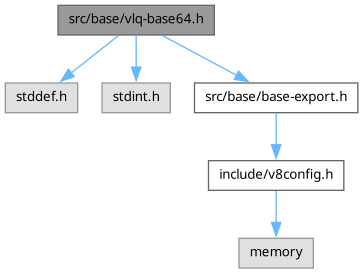 src/base/vlq-base64.h
stddef.h
stdint.h
src/base/base-export.h
include/v8config.h
memory